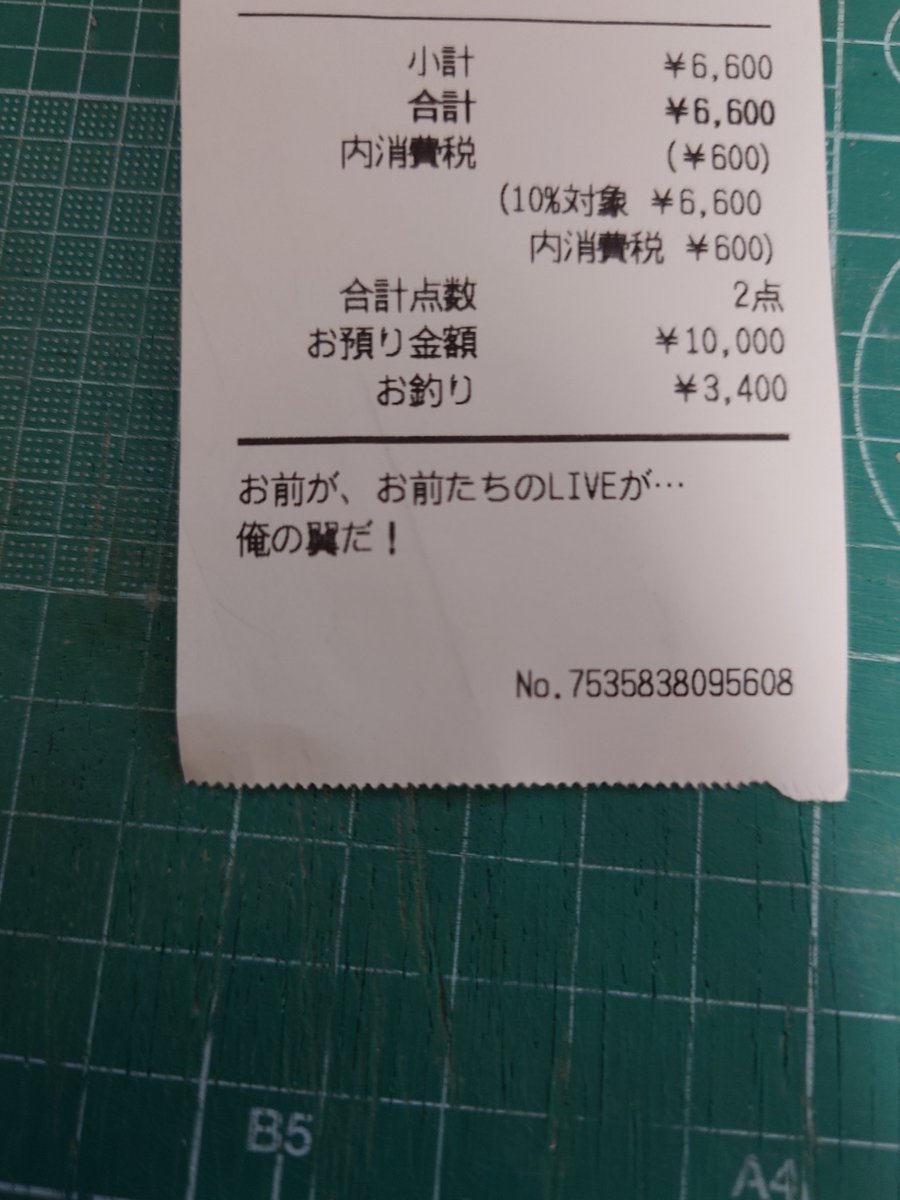 小計 ¥6,600
合計 ¥6,600
内消費税 (¥600)
(10%対象 ¥6,600
内消費税 ¥600)
合計点数 2点
お預り金額 ¥10,000
お釣り ¥3,400
お前が、お前たちのLIVEが…
俺の翼だ!
No.7535838095608
B5
A4